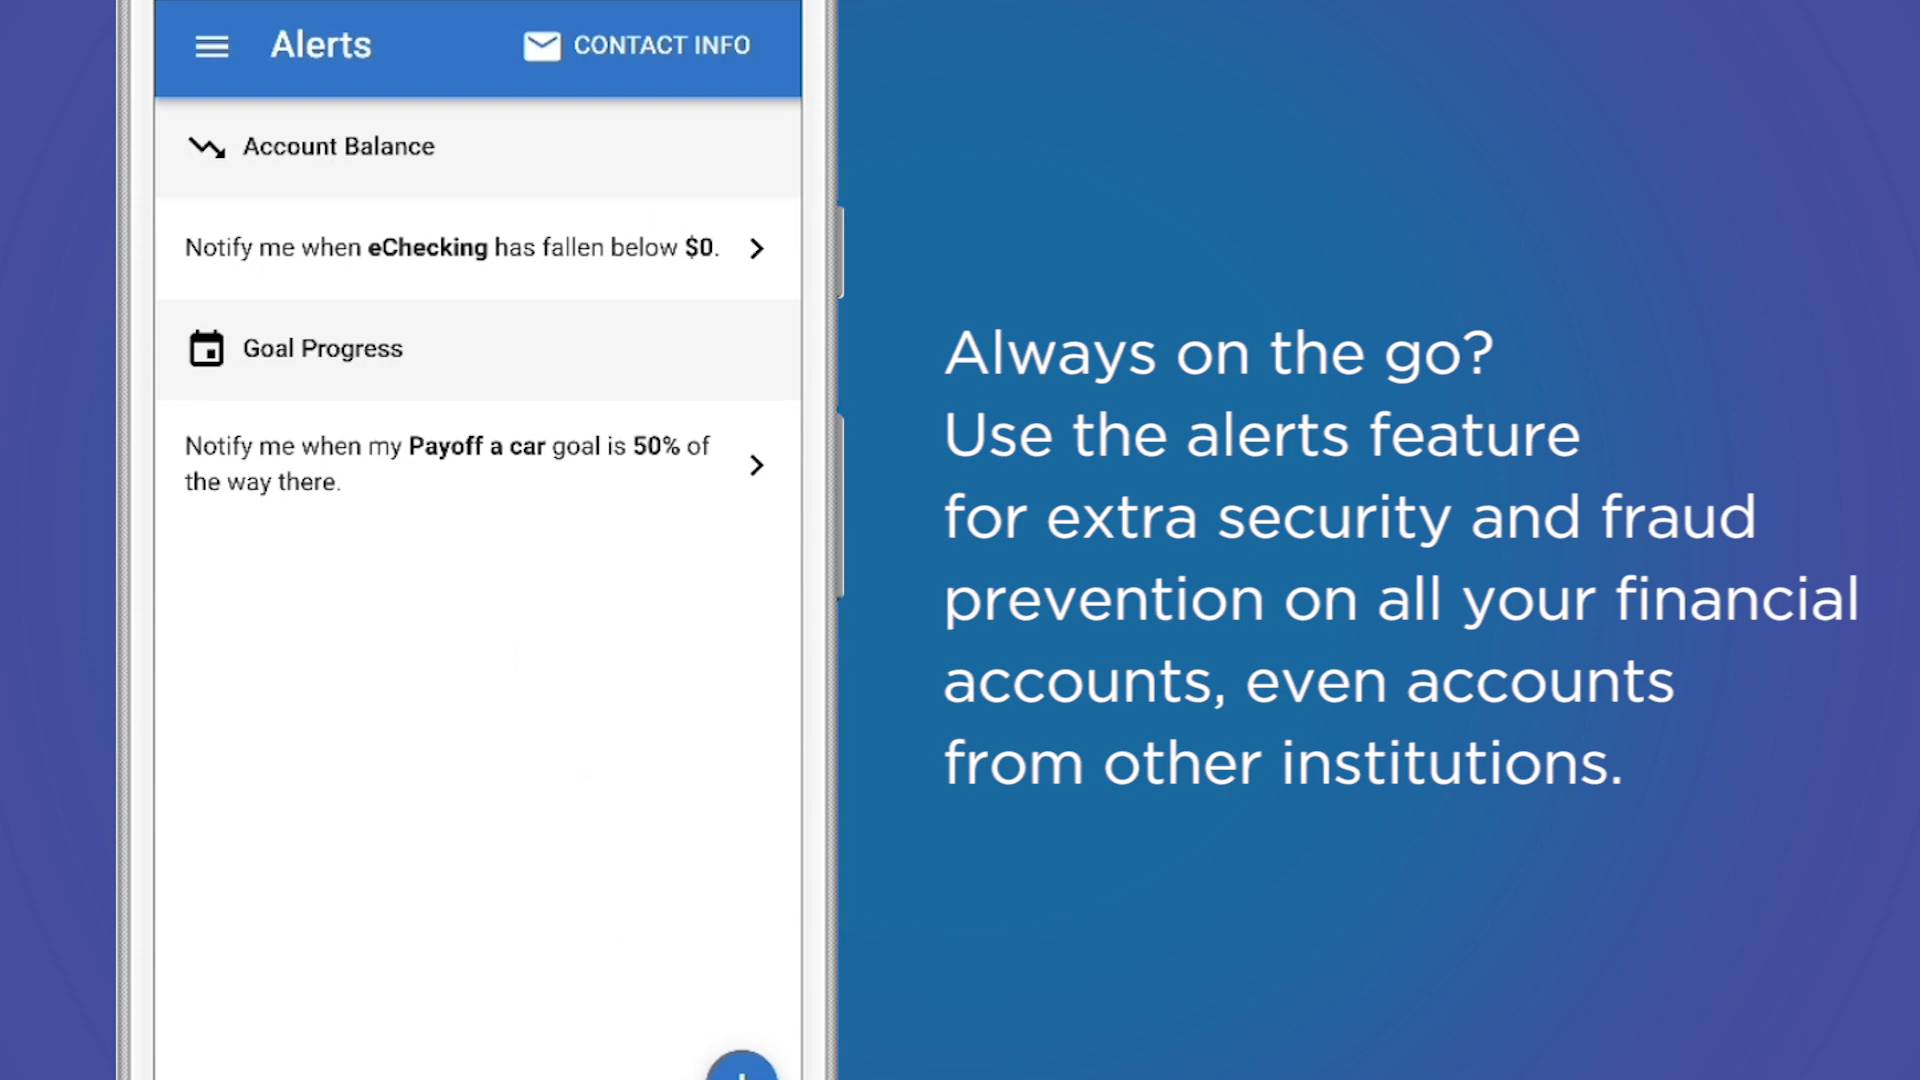 Alerts
CONTACT INFO
Account Balance
Notify me when eChecking has fallen below $0.
Goal Progress
Notify me when my Payoff a car goal is 50% of
the way there.
Always on the go?
Use the alerts feature
for extra security and fraud
prevention on all your financial
accounts, even accounts
from other institutions.